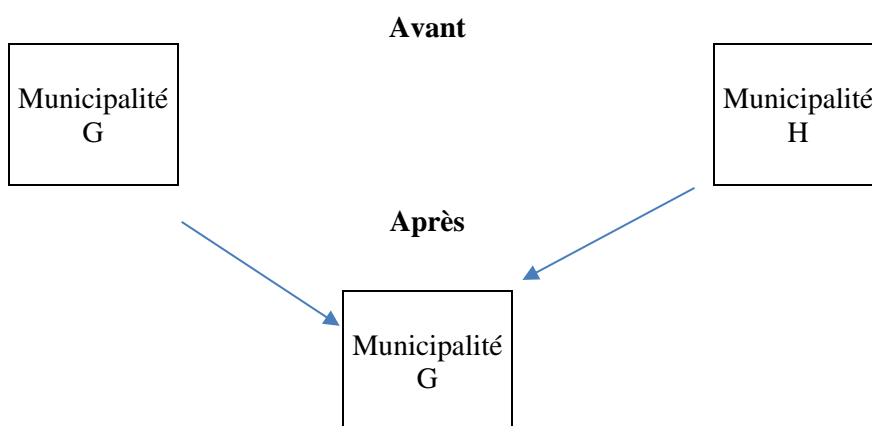 Avant
Municipalité
G
Municipalité
H
Après
Municipalité
G